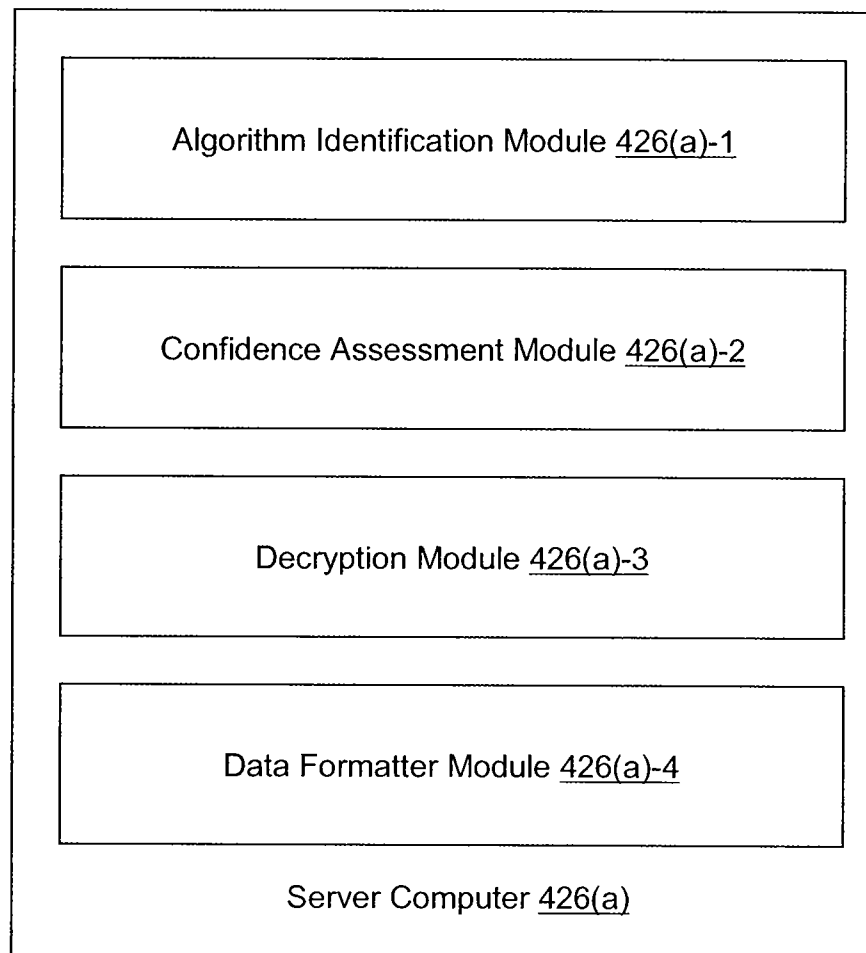 Algorithm Identification Module 426(a)-1
Confidence Assessment Module 426(a)-2
Decryption Module 426(a)-3
Data Formatter Module 426(a)-4
Server Computer 426(a)